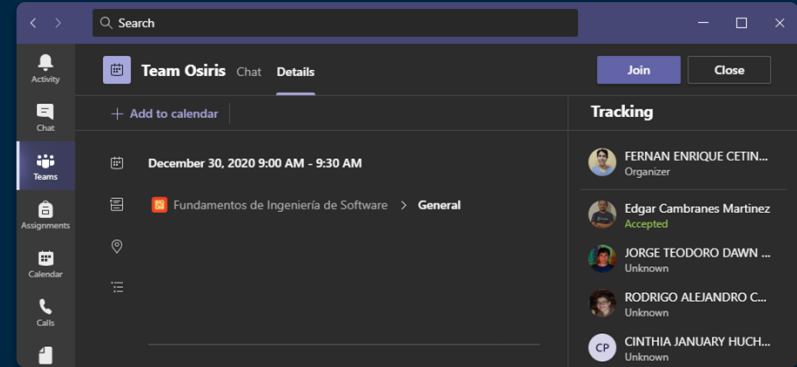 Search
Activity
Chat
Teams
Assignments
Calendar
Calls
Team Osiris Chat Details
Join Close
+ Add to calendar
December 30, 2020 9:00 AM - 9:30 AM
Fundamentos de Ingeniería de Software > General
Tracking
FERNAN ENRIQUE CETIN...
Organizer
Edgar Cambranes Martinez
Accepted
JORGE TEODORO DAWN ...
Unknown
RODRIGO ALEJANDRO C...
Unknown
CP CINTHIA JANUARY HUCH...
Unknown